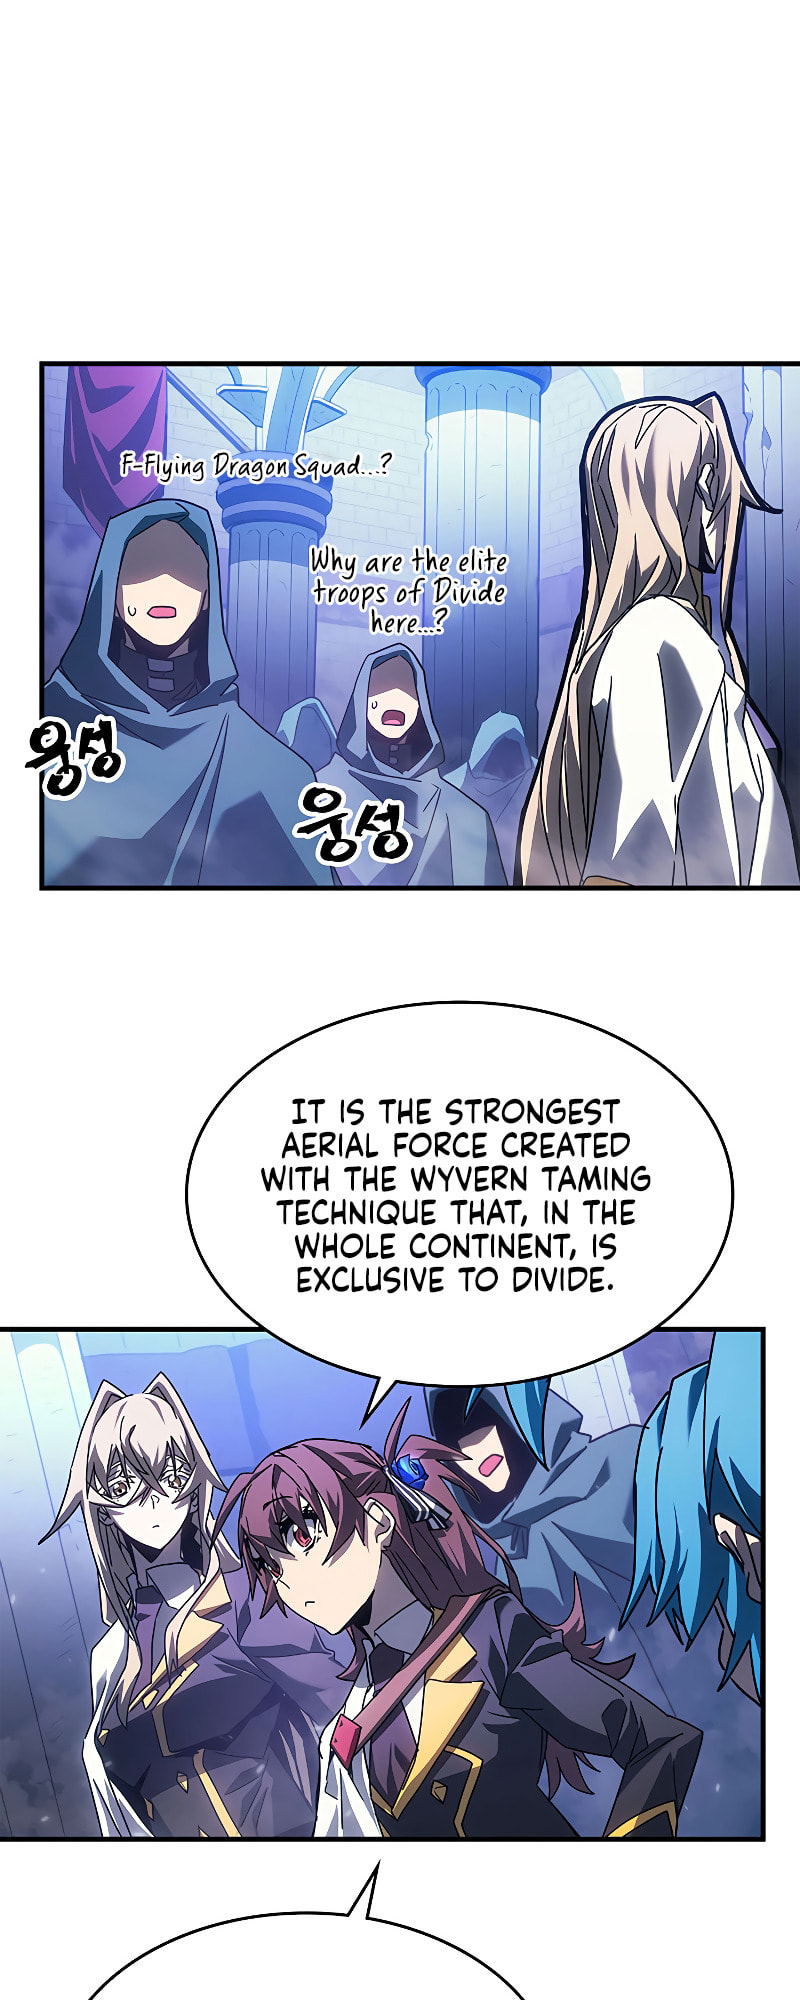 F-Flying Dragon Squad...?
Why are the elite
troops of Divide
here...?
웅성
웅성
IT IS THE STRONGEST
AERIAL FORCE CREATED
WITH THE WYVERN TAMING
TECHNIQUE THAT, IN THE
WHOLE CONTINENT, IS
EXCLUSIVE TO DIVIDE.